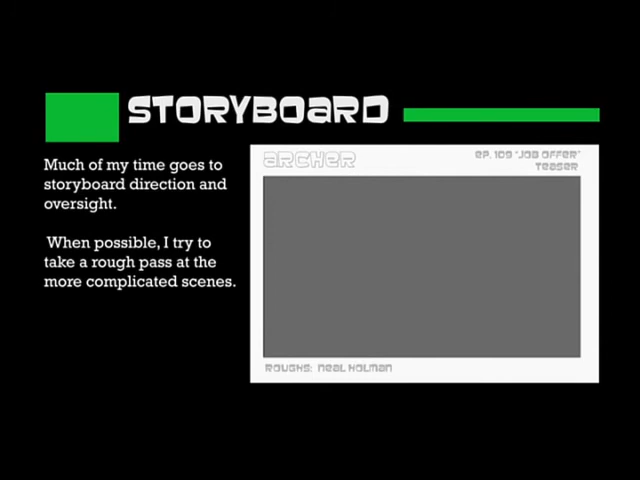 STORYBOARD
Much of my time goes to
storyboard direction and
oversight.
When possible, I try to
take a rough pass at the
more complicated scenes.
ARCHER
EP. 109 "JOB OFFER"
TEASER
ROUGHS: NEAL HOLMAN